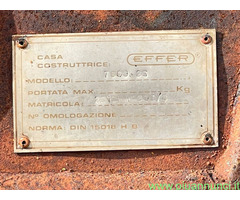 CASA
COSTRUTTRICE: EFFER
MODELLO:
PORTATA MAX. Kg
MATRICOLA:
N° OMOLOGAZIONE
NORMA: DIN 15018 H